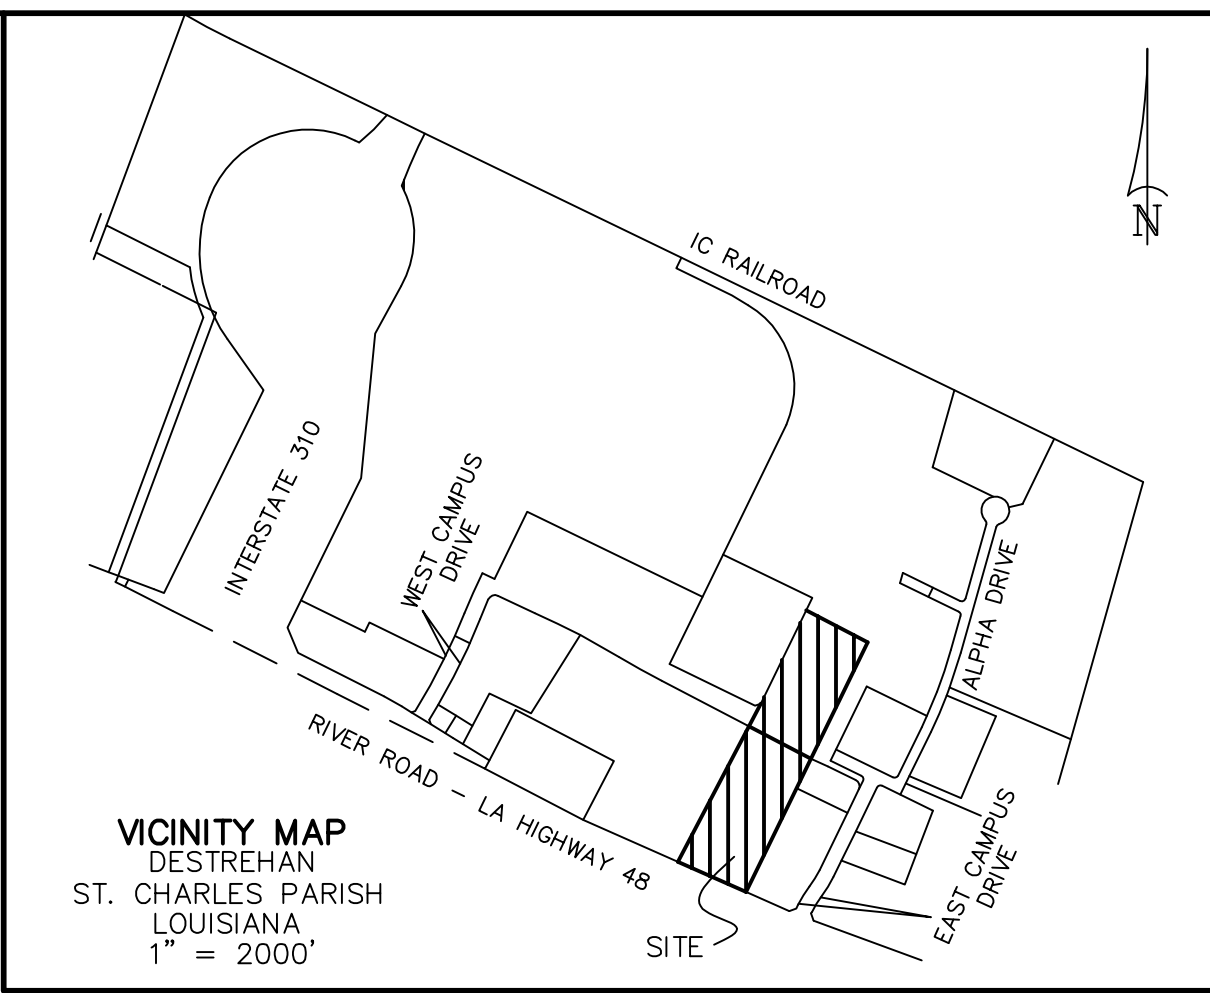 N
IC RAILROAD
INTERSTATE 310
WEST CAMPUS
DRIVE
ALPHA DRIVE
RIVER ROAD - LA HIGHWAY 48
EAST CAMPUS
DRIVE
SITE
VICINITY MAP
DESTREHAN
ST. CHARLES PARISH
LOUISIANA
1" = 2000'